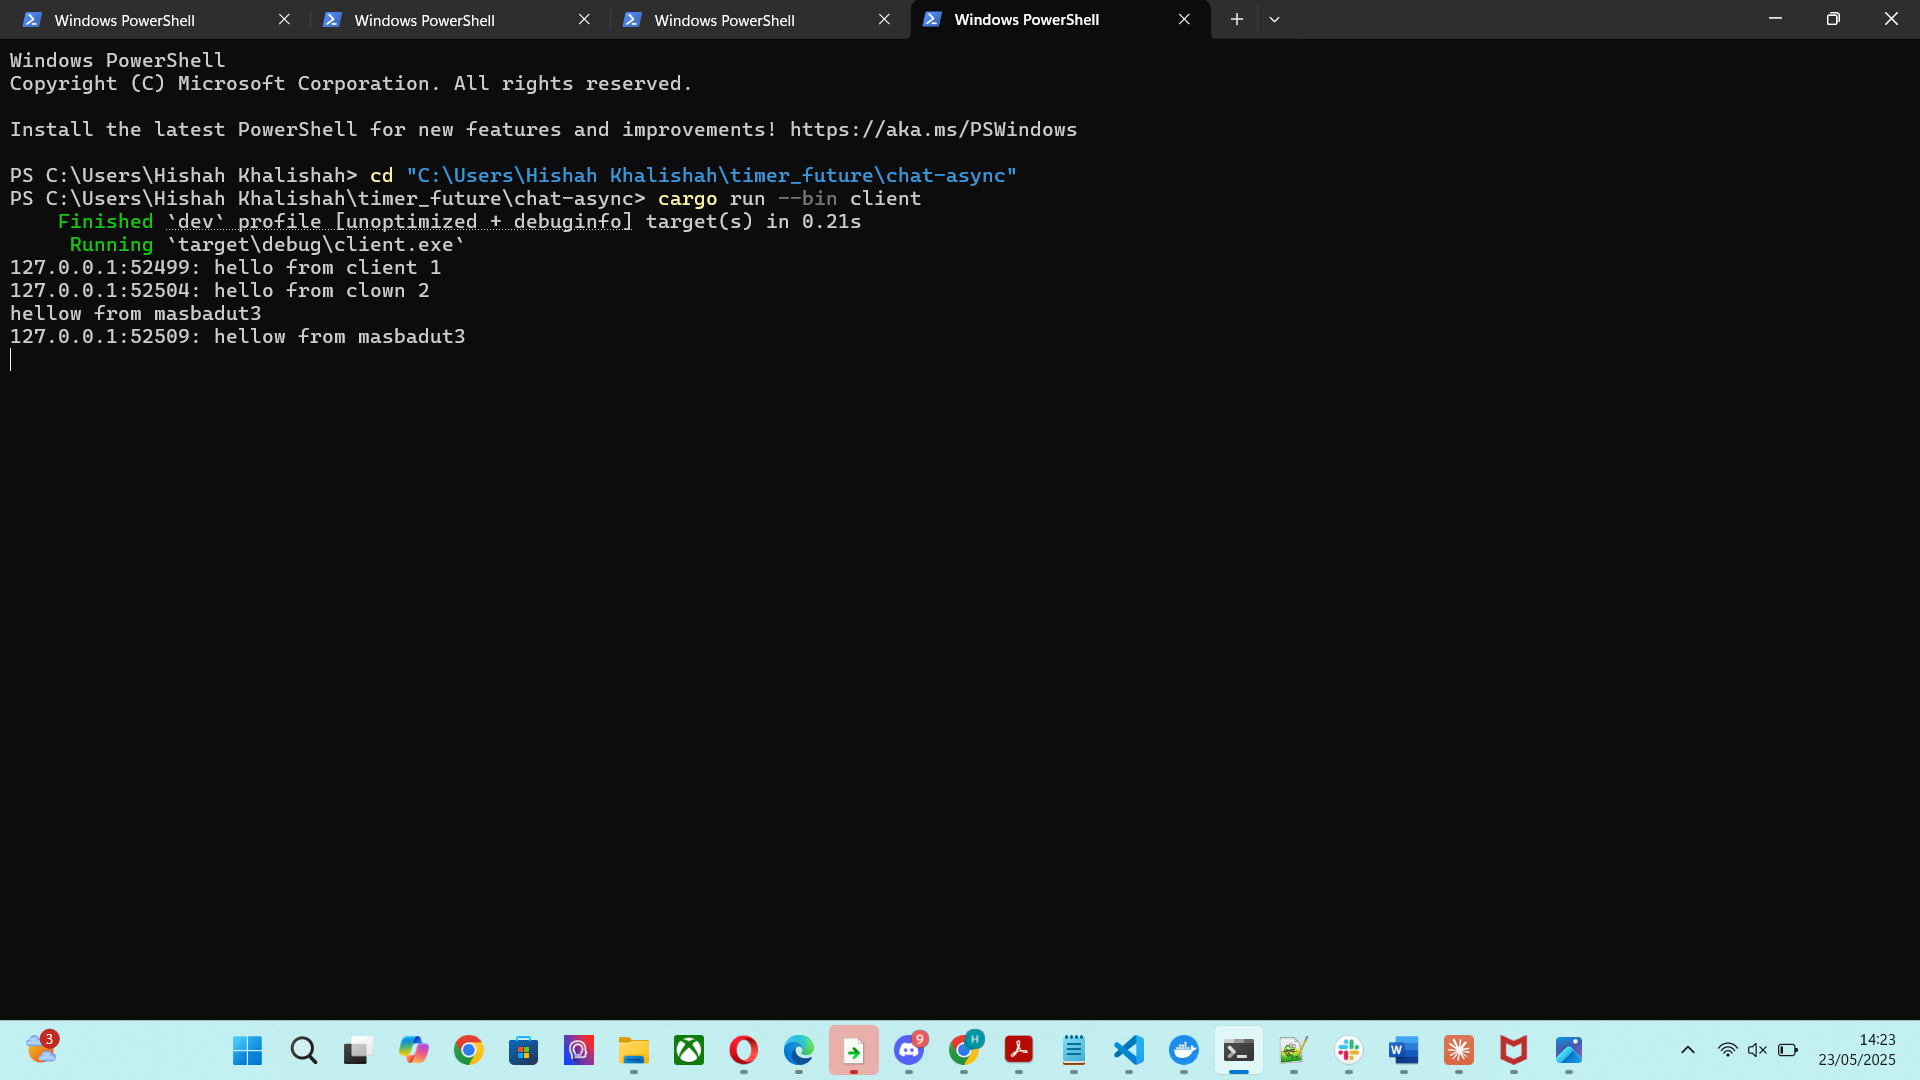 Windows PowerShell
Windows PowerShell
Windows PowerShell
Windows PowerShell
Windows PowerShell
Copyright (C) Microsoft Corporation. All rights reserved.
Install the latest PowerShell for new features and improvements! https://aka.ms/PSWindows
PS C:\Users\Hishah Khalishah> cd "C:\Users\Hishah Khalishah\timer_future\chat-async"
PS C:\Users\Hishah Khalishah\timer_future\chat-async> cargo run --bin client
Finished `dev` profile [unoptimized + debuginfo] target(s) in 0.21s
Running `target\debug\client.exe`
127.0.0.1:52499: hello from client 1
127.0.0.1:52504: hello from clown 2
hellow from masbadut3
127.0.0.1:52509: hellow from masbadut3
3
9
H
W
14:23
23/05/2025